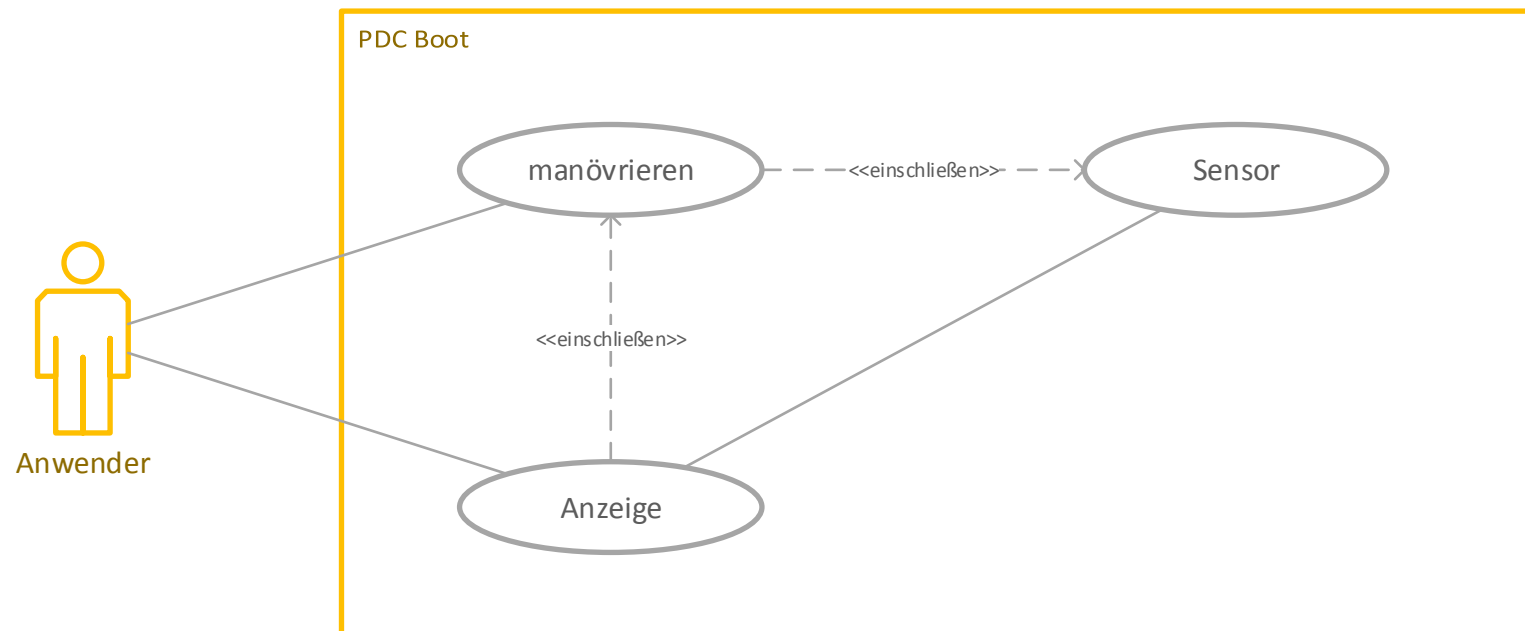 PDC Boot
manövrieren
<<einschließen>>
Sensor
<<einschließen>>
Anwender
Anzeige